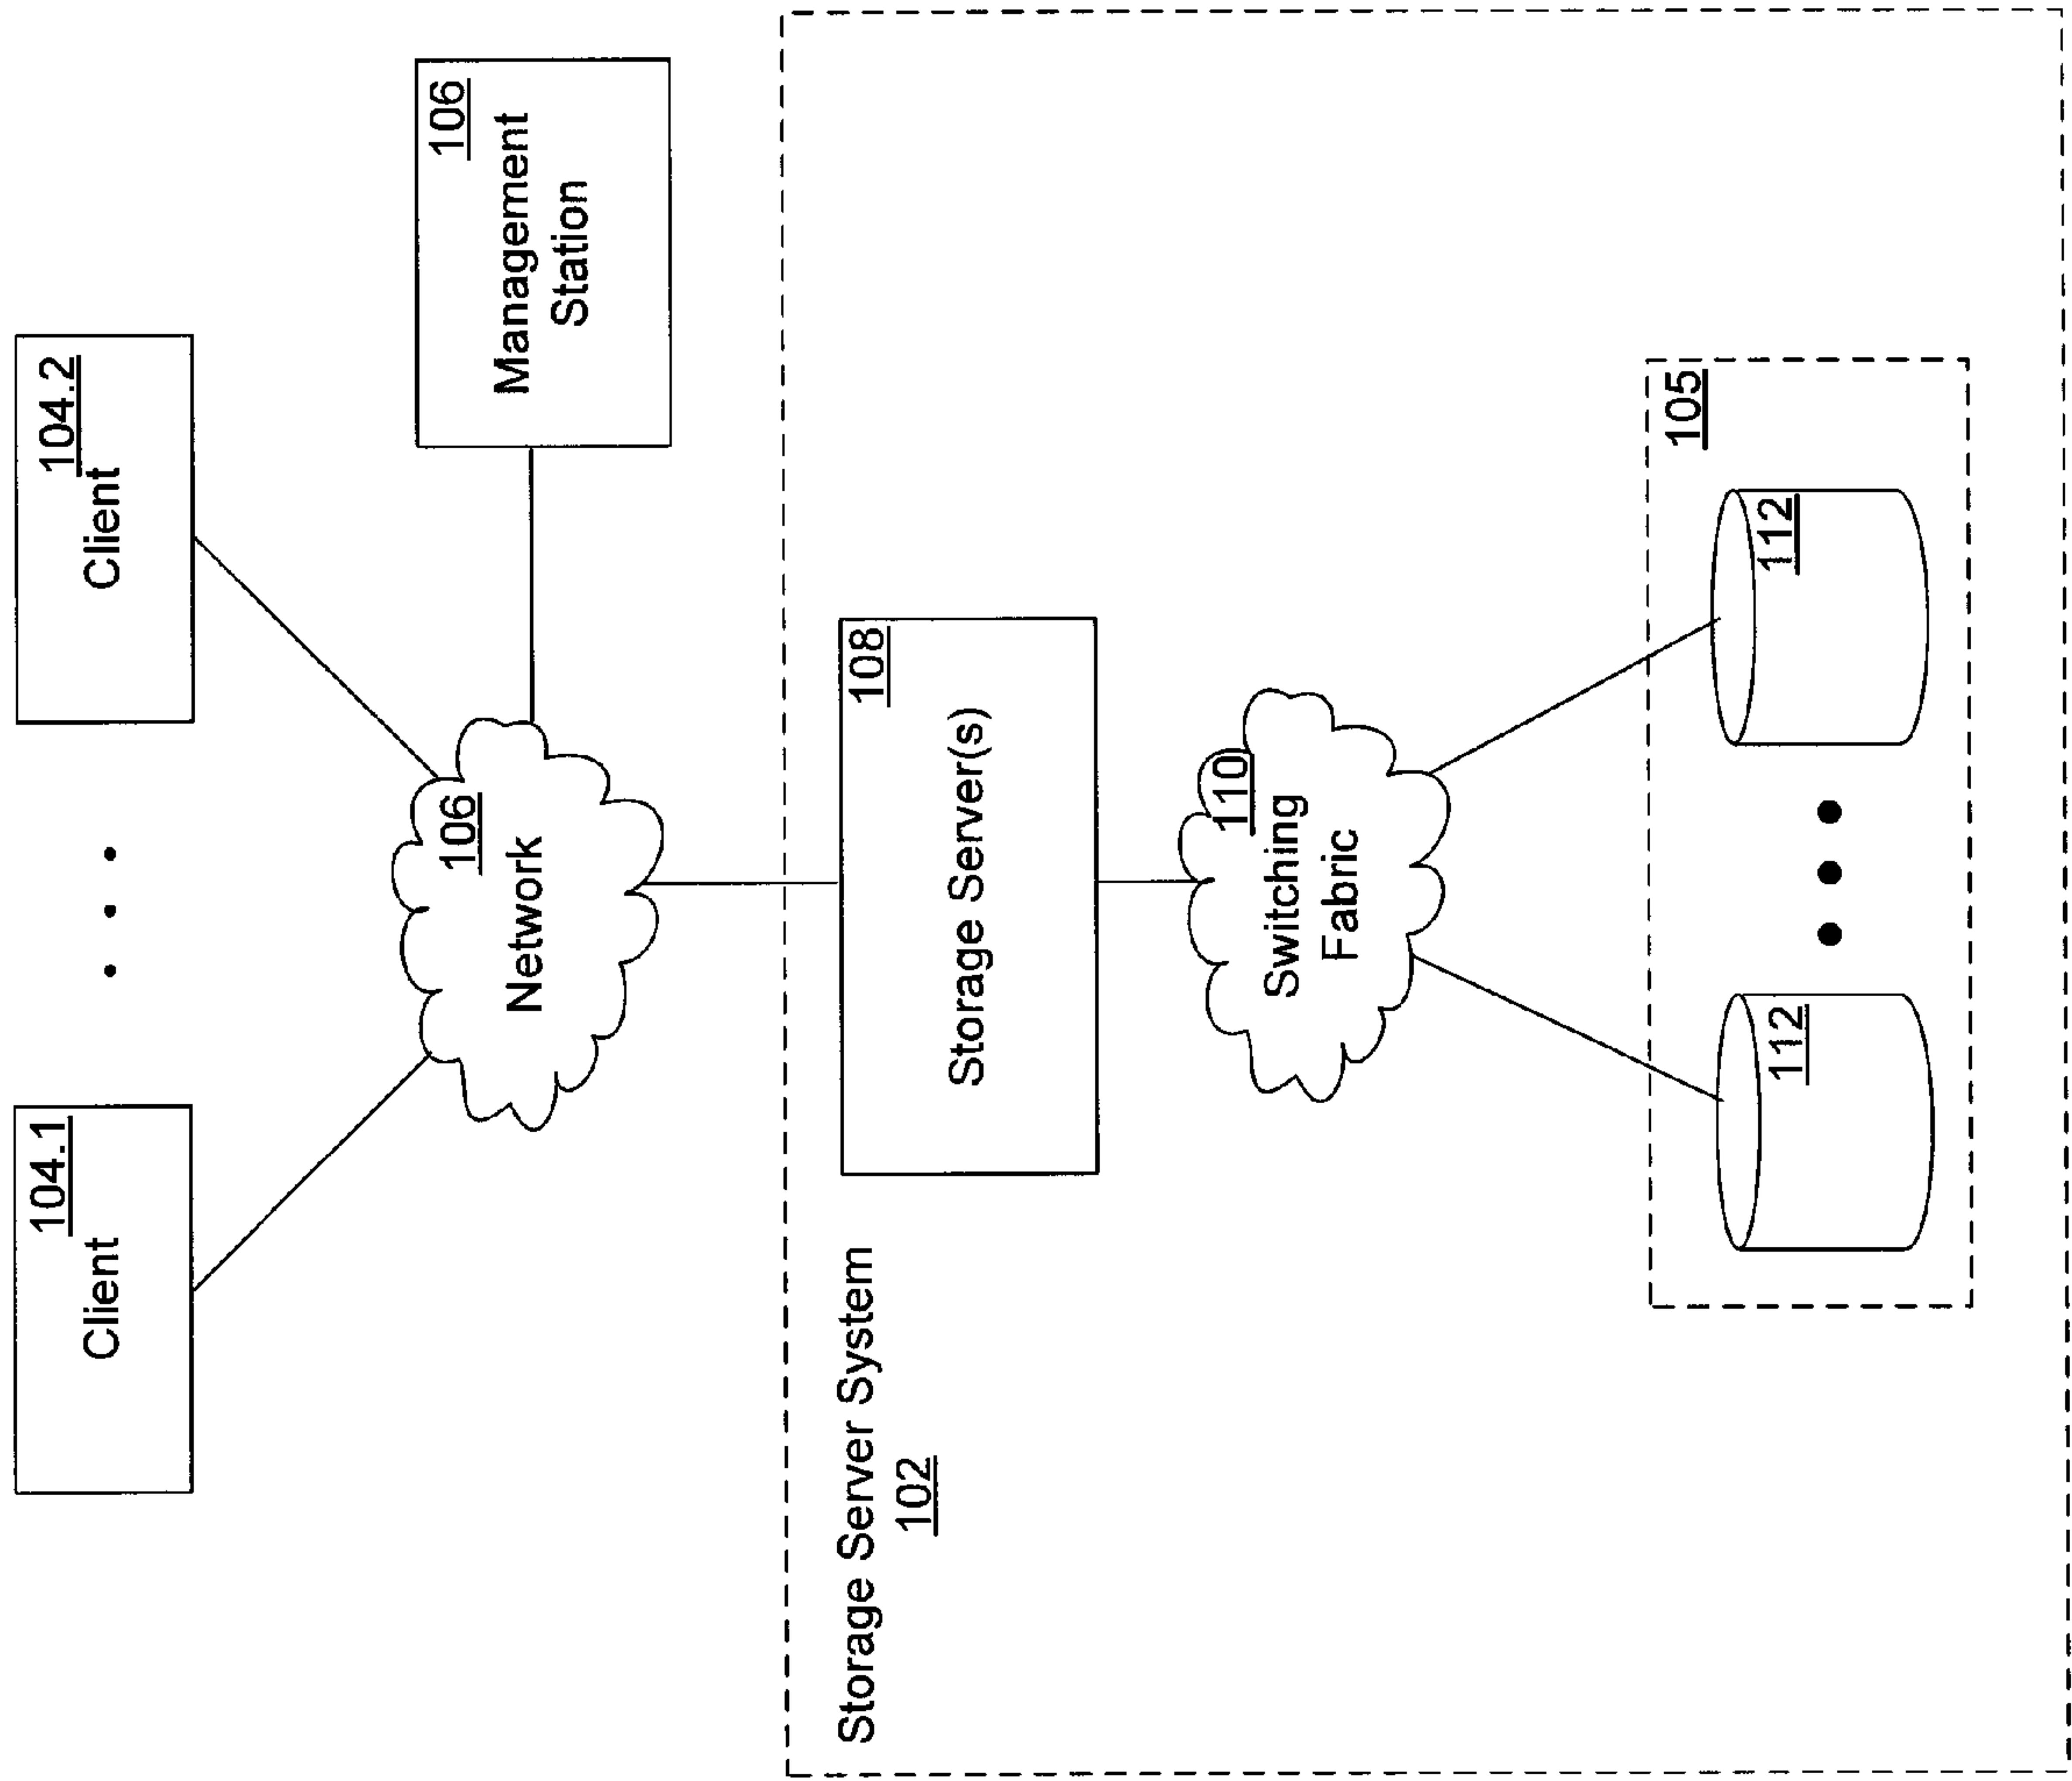 104.1
Client
104.2
Client
106
Network
106
Management
Station
Storage Server System
102
108
Storage Server(s)
110
Switching
Fabric
105
112
112